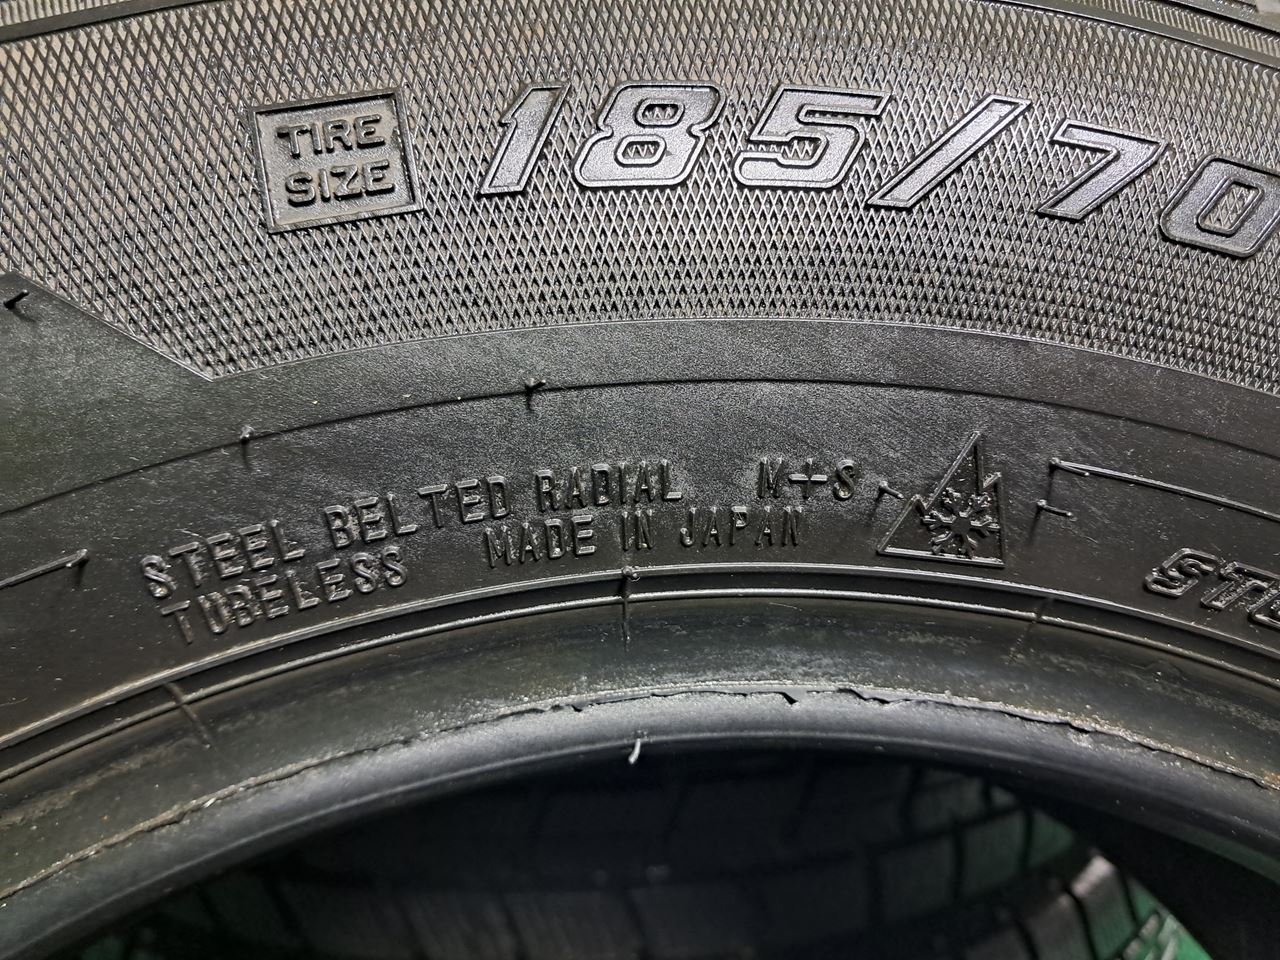 TIRE
SIZE
185/70
STEEL BELTED RADIAL M+S
TUBELESS MADE IN JAPAN